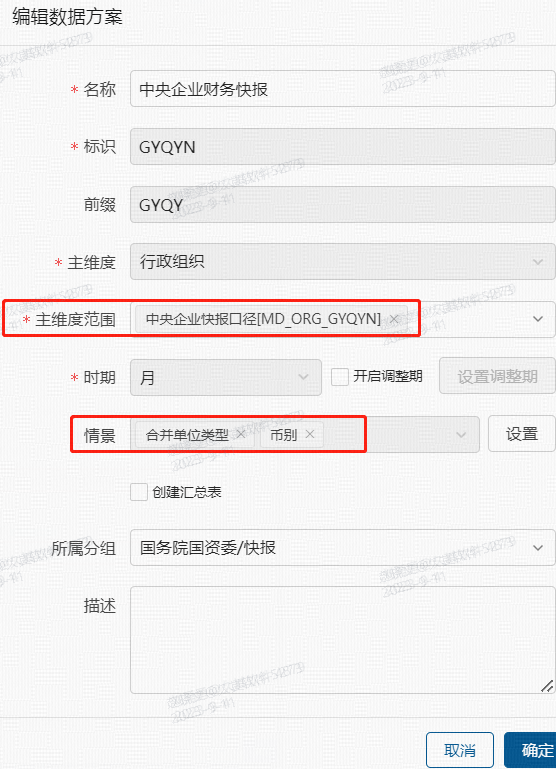 编辑数据方案
* 名称 中央企业财务快报
* 标识 GYQYN
前缀 GYQY
* 主维度 行政组织
* 主维度范围 中央企业快报口径[MD_ORG_GYQYN] ×
* 时期 月 开启调整期 设置调整期
情景 合并单位类型 × 币别 × 设置
创建汇总表
所属分组 国务院国资委/快报
描述
取消 确定